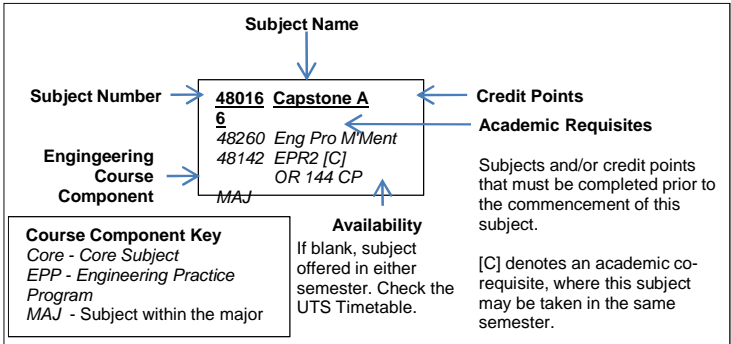 Subject Name
Subject Number
48016 Capstone A
6
48260 Eng Pro M'Ment
48142 EPR2 [C]
OR 144 CP
MAJ
Credit Points
Academic Requisites
Engingeering
Course
Component
Subjects and/or credit points
that must be completed prior to
the commencement of this
subject.
[C] denotes an academic co-
requisite, where this subject
may be taken in the same
semester.
Availability
If blank, subject
offered in either
semester. Check the
UTS Timetable.
Course Component Key
Core - Core Subject
EPP - Engineering Practice
Program
MAJ - Subject within the major